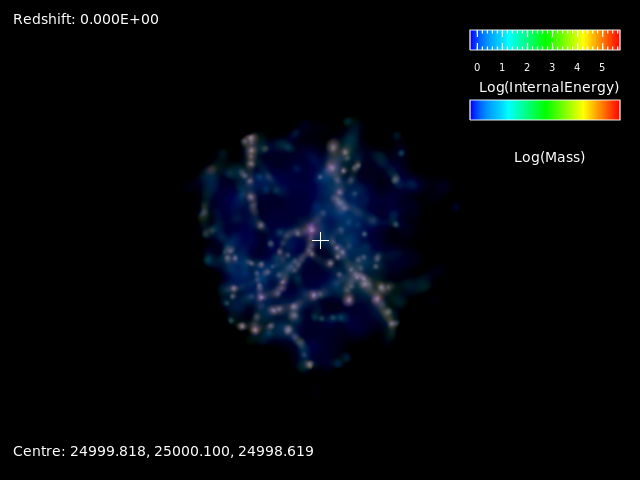 Redshift: 0.000E+00
0 1 2 3 4 5
Log(InternalEnergy)
Log(Mass)
Centre: 24999.818, 25000.100, 24998.619